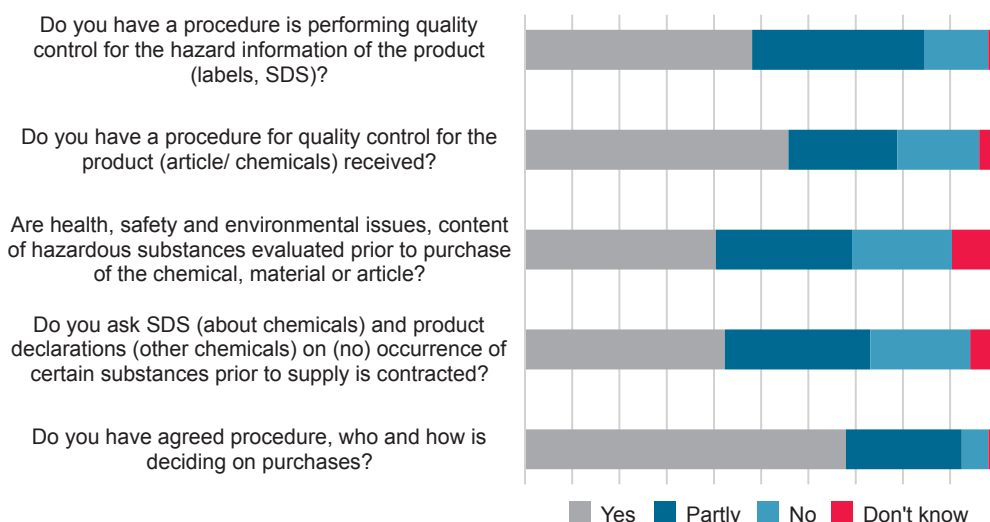 Do you have a procedure is performing quality
control for the hazard information of the product
(labels, SDS)?
Do you have a procedure for quality control for the
product (article/ chemicals) received?
Are health, safety and environmental issues, content
of hazardous substances evaluated prior to purchase
of the chemical, material or article?
Do you ask SDS (about chemicals) and product
declarations (other chemicals) on (no) occurrence of
certain substances prior to supply is contracted?
Do you have agreed procedure, who and how is
deciding on purchases?
Yes Partly No Don't know